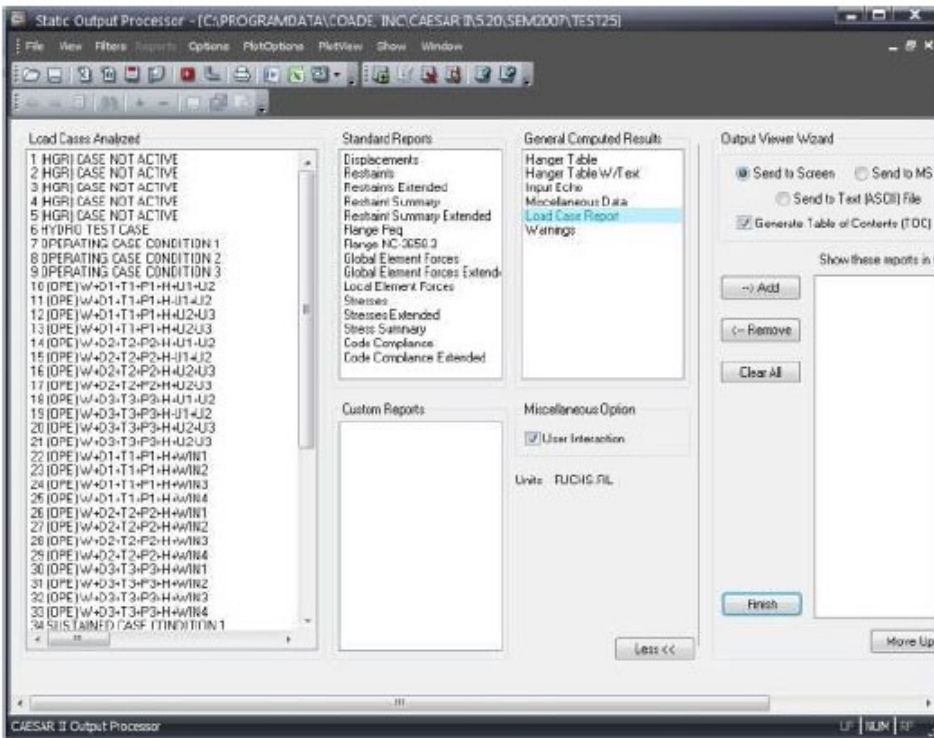 Static Output Processor - [C:\PROGRAMDATA\COADE, INC\CAESAR II\5.20\SEM2007\TEST25]
File View Filters Reports Options PlotOptions PlotView Show Window
Load Cases Analyzed
1 (HGR) CASE NOT ACTIVE
2 (HGR) CASE NOT ACTIVE
3 (HGR) CASE NOT ACTIVE
4 (HGR) CASE NOT ACTIVE
5 (HGR) CASE NOT ACTIVE
6 HYDRO TEST CASE
7 OPERATING CASE CONDITION 1
8 OPERATING CASE CONDITION 2
9 OPERATING CASE CONDITION 3
10 (OPE) W+D1+T1+P1+H+U1+U2
11 (OPE) W+D1+T1+P1+H-U1+U2
12 (OPE) W+D1+T1+P1+H+U2+U3
13 (OPE) W+D1+T1+P1+H+U2-U3
14 (OPE) W+D2+T2+P2+H+U1+U2
15 (OPE) W+D2+T2+P2+H-U1+U2
16 (OPE) W+D2+T2+P2+H+U2+U3
17 (OPE) W+D2+T2+P2+H+U2-U3
18 (OPE) W+D3+T3+P3+H+U1+U2
19 (OPE) W+D3+T3+P3+H-U1+U2
20 (OPE) W+D3+T3+P3+H+U2+U3
21 (OPE) W+D3+T3+P3+H+U2-U3
22 (OPE) W+D1+T1+P1+H+WIN1
23 (OPE) W+D1+T1+P1+H+WIN2
24 (OPE) W+D1+T1+P1+H+WIN3
25 (OPE) W+D1+T1+P1+H+WIN4
26 (OPE) W+D2+T2+P2+H+WIN1
27 (OPE) W+D2+T2+P2+H+WIN2
28 (OPE) W+D2+T2+P2+H+WIN3
29 (OPE) W+D2+T2+P2+H+WIN4
30 (OPE) W+D3+T3+P3+H+WIN1
31 (OPE) W+D3+T3+P3+H+WIN2
32 (OPE) W+D3+T3+P3+H+WIN3
33 (OPE) W+D3+T3+P3+H+WIN4
34 SUSTAINED CASE CONDITION 1
Standard Reports
Displacements
Restraints
Restraints Extended
Restraint Summary
Restraint Summary Extended
Flange Peq
Flange NC-3658.3
Global Element Forces
Global Element Forces Extend
Local Element Forces
Stresses
Stresses Extended
Stress Summary
Code Compliance
Code Compliance Extended
Custom Reports
General Computed Results
Hanger Table
Hanger Table W/Text
Input Echo
Miscellaneous Data
Load Case Report
Warnings
Miscellaneous Option
User Interaction
Units FUCHS.FIL
Less <<
Output Viewer Wizard
Send to Screen Send to MS
Send to Text (ASCII) File
Generate Table of Contents (TOC)
Show these reports in
--> Add
<-- Remove
Clear All
Finish
Move Up
CAESAR II Output Processor
NUM